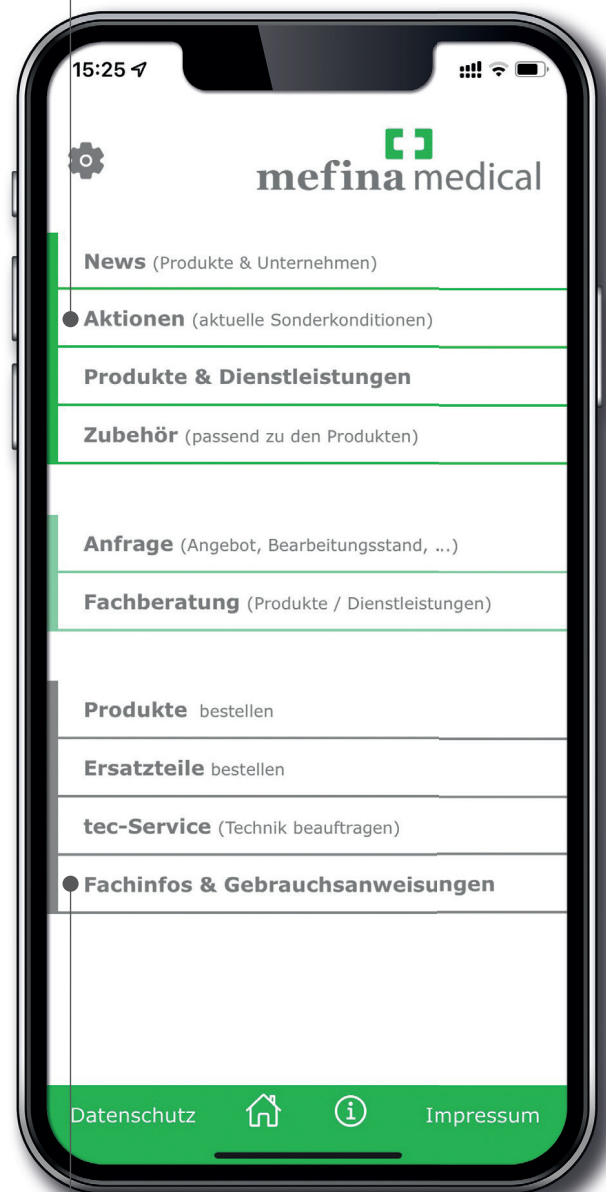 15:25
mefina medical
News (Produkte & Unternehmen)
Aktionen (aktuelle Sonderkonditionen)
Produkte & Dienstleistungen
Zubehör (passend zu den Produkten)
Anfrage (Angebot, Bearbeitungsstand, ...)
Fachberatung (Produkte / Dienstleistungen)
Produkte bestellen
Ersatzteile bestellen
tec-Service (Technik beauftragen)
Fachinfos & Gebrauchsanweisungen
Datenschutz Impressum